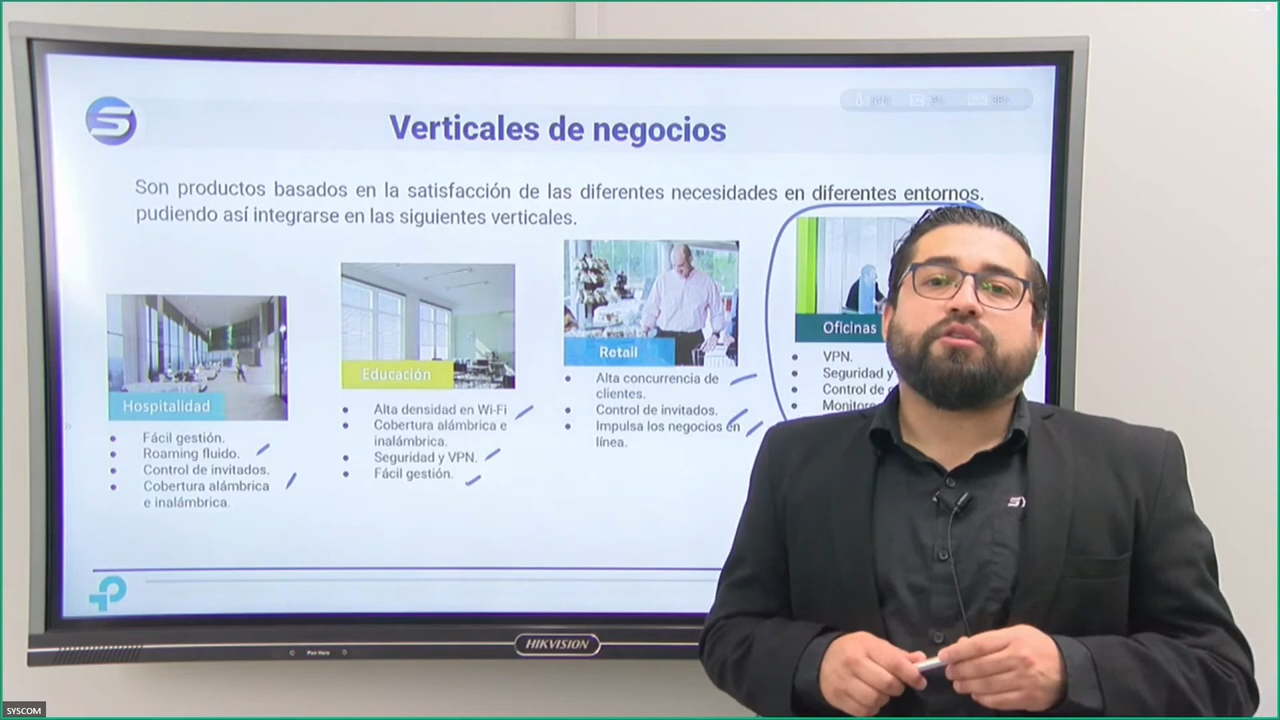 Verticales de negocios
Son productos basados en la satisfacción de las diferentes necesidades en diferentes entornos,
pudiendo así integrarse en las siguientes verticales.
Hospitalidad
Fácil gestión.
Roaming fluido.
Control de invitados.
Cobertura alámbrica
e inalámbrica.
Educación
Alta densidad en Wi-Fi
Cobertura alámbrica e
inalámbrica.
Seguridad y VPN.
Fácil gestión.
Retail
Alta concurrencia de
clientes.
Control de invitados.
Impulsa los negocios en
línea.
Oficinas
VPN.
Seguridad y
Control de
Monitore
HIKVISION
SY
SYSCOM